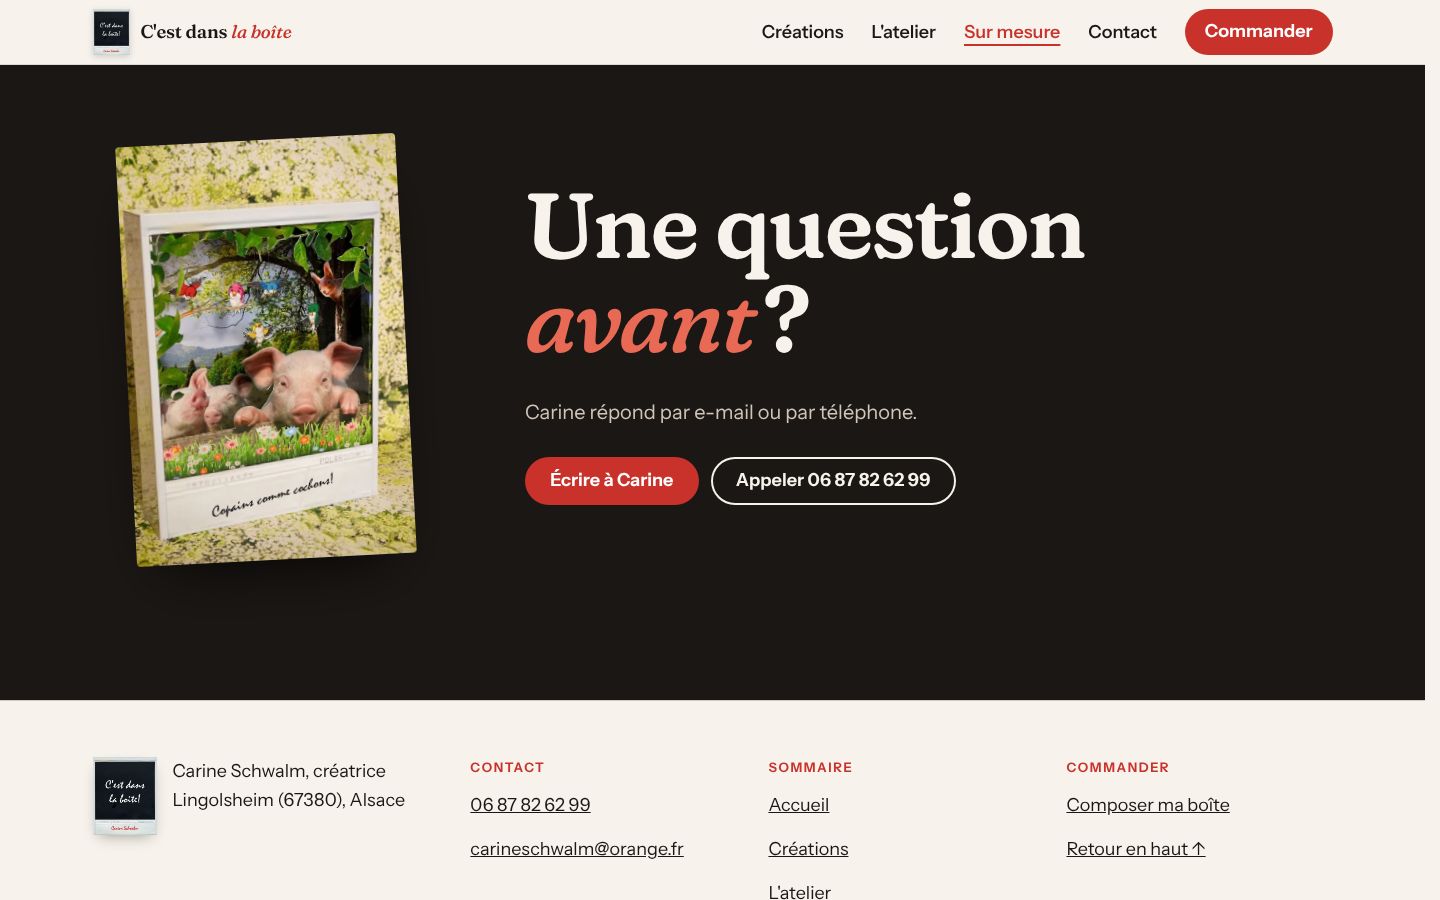 C'est dans la boîte!
C'est dans la boîte
Créations
L'atelier
Sur mesure
Contact
Commander
Une question
avant ?
Copains comme cochons!
Carine répond par e-mail ou par téléphone.
Écrire à Carine
Appeler 06 87 82 62 99
C'est dans
la boîte!
Carine Schwalm
Carine Schwalm, créatrice
Lingolsheim (67380), Alsace
CONTACT
06 87 82 62 99
carineschwalm@orange.fr
SOMMAIRE
Accueil
Créations
L'atelier
COMMANDER
Composer ma boîte
Retour en haut ↑